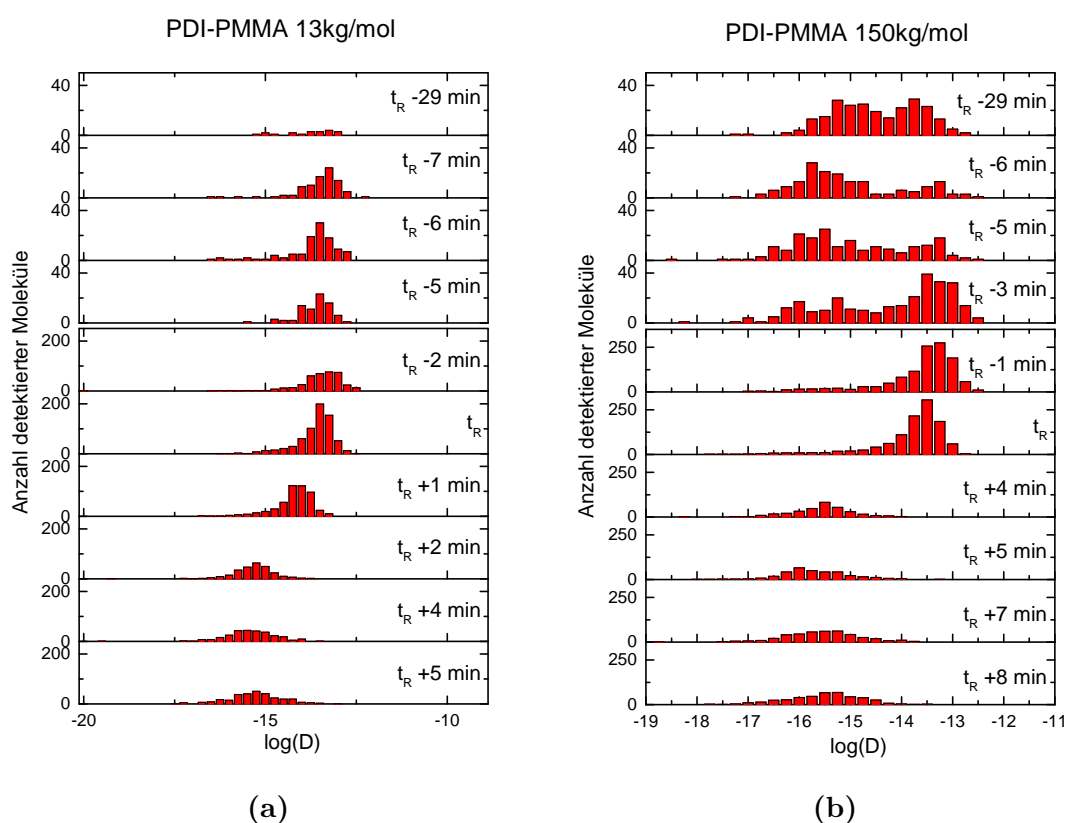 PDI-PMMA 13kg/mol
40
0
t_R -29 min
40
0
t_R -7 min
40
0
t_R -6 min
40
0
t_R -5 min
200
0
t_R -2 min
200
0
t_R
200
0
t_R +1 min
200
0
t_R +2 min
200
0
t_R +4 min
200
0
t_R +5 min
Anzahl detektierter Moleküle
-20 -15 -10
log(D)
(a)
PDI-PMMA 150kg/mol
40
0
t_R -29 min
40
0
t_R -6 min
40
0
t_R -5 min
40
0
t_R -3 min
250
0
t_R -1 min
250
0
t_R
250
0
t_R +4 min
250
0
t_R +5 min
250
0
t_R +7 min
250
0
t_R +8 min
Anzahl detektierter Moleküle
-19 -18 -17 -16 -15 -14 -13 -12 -11
log(D)
(b)